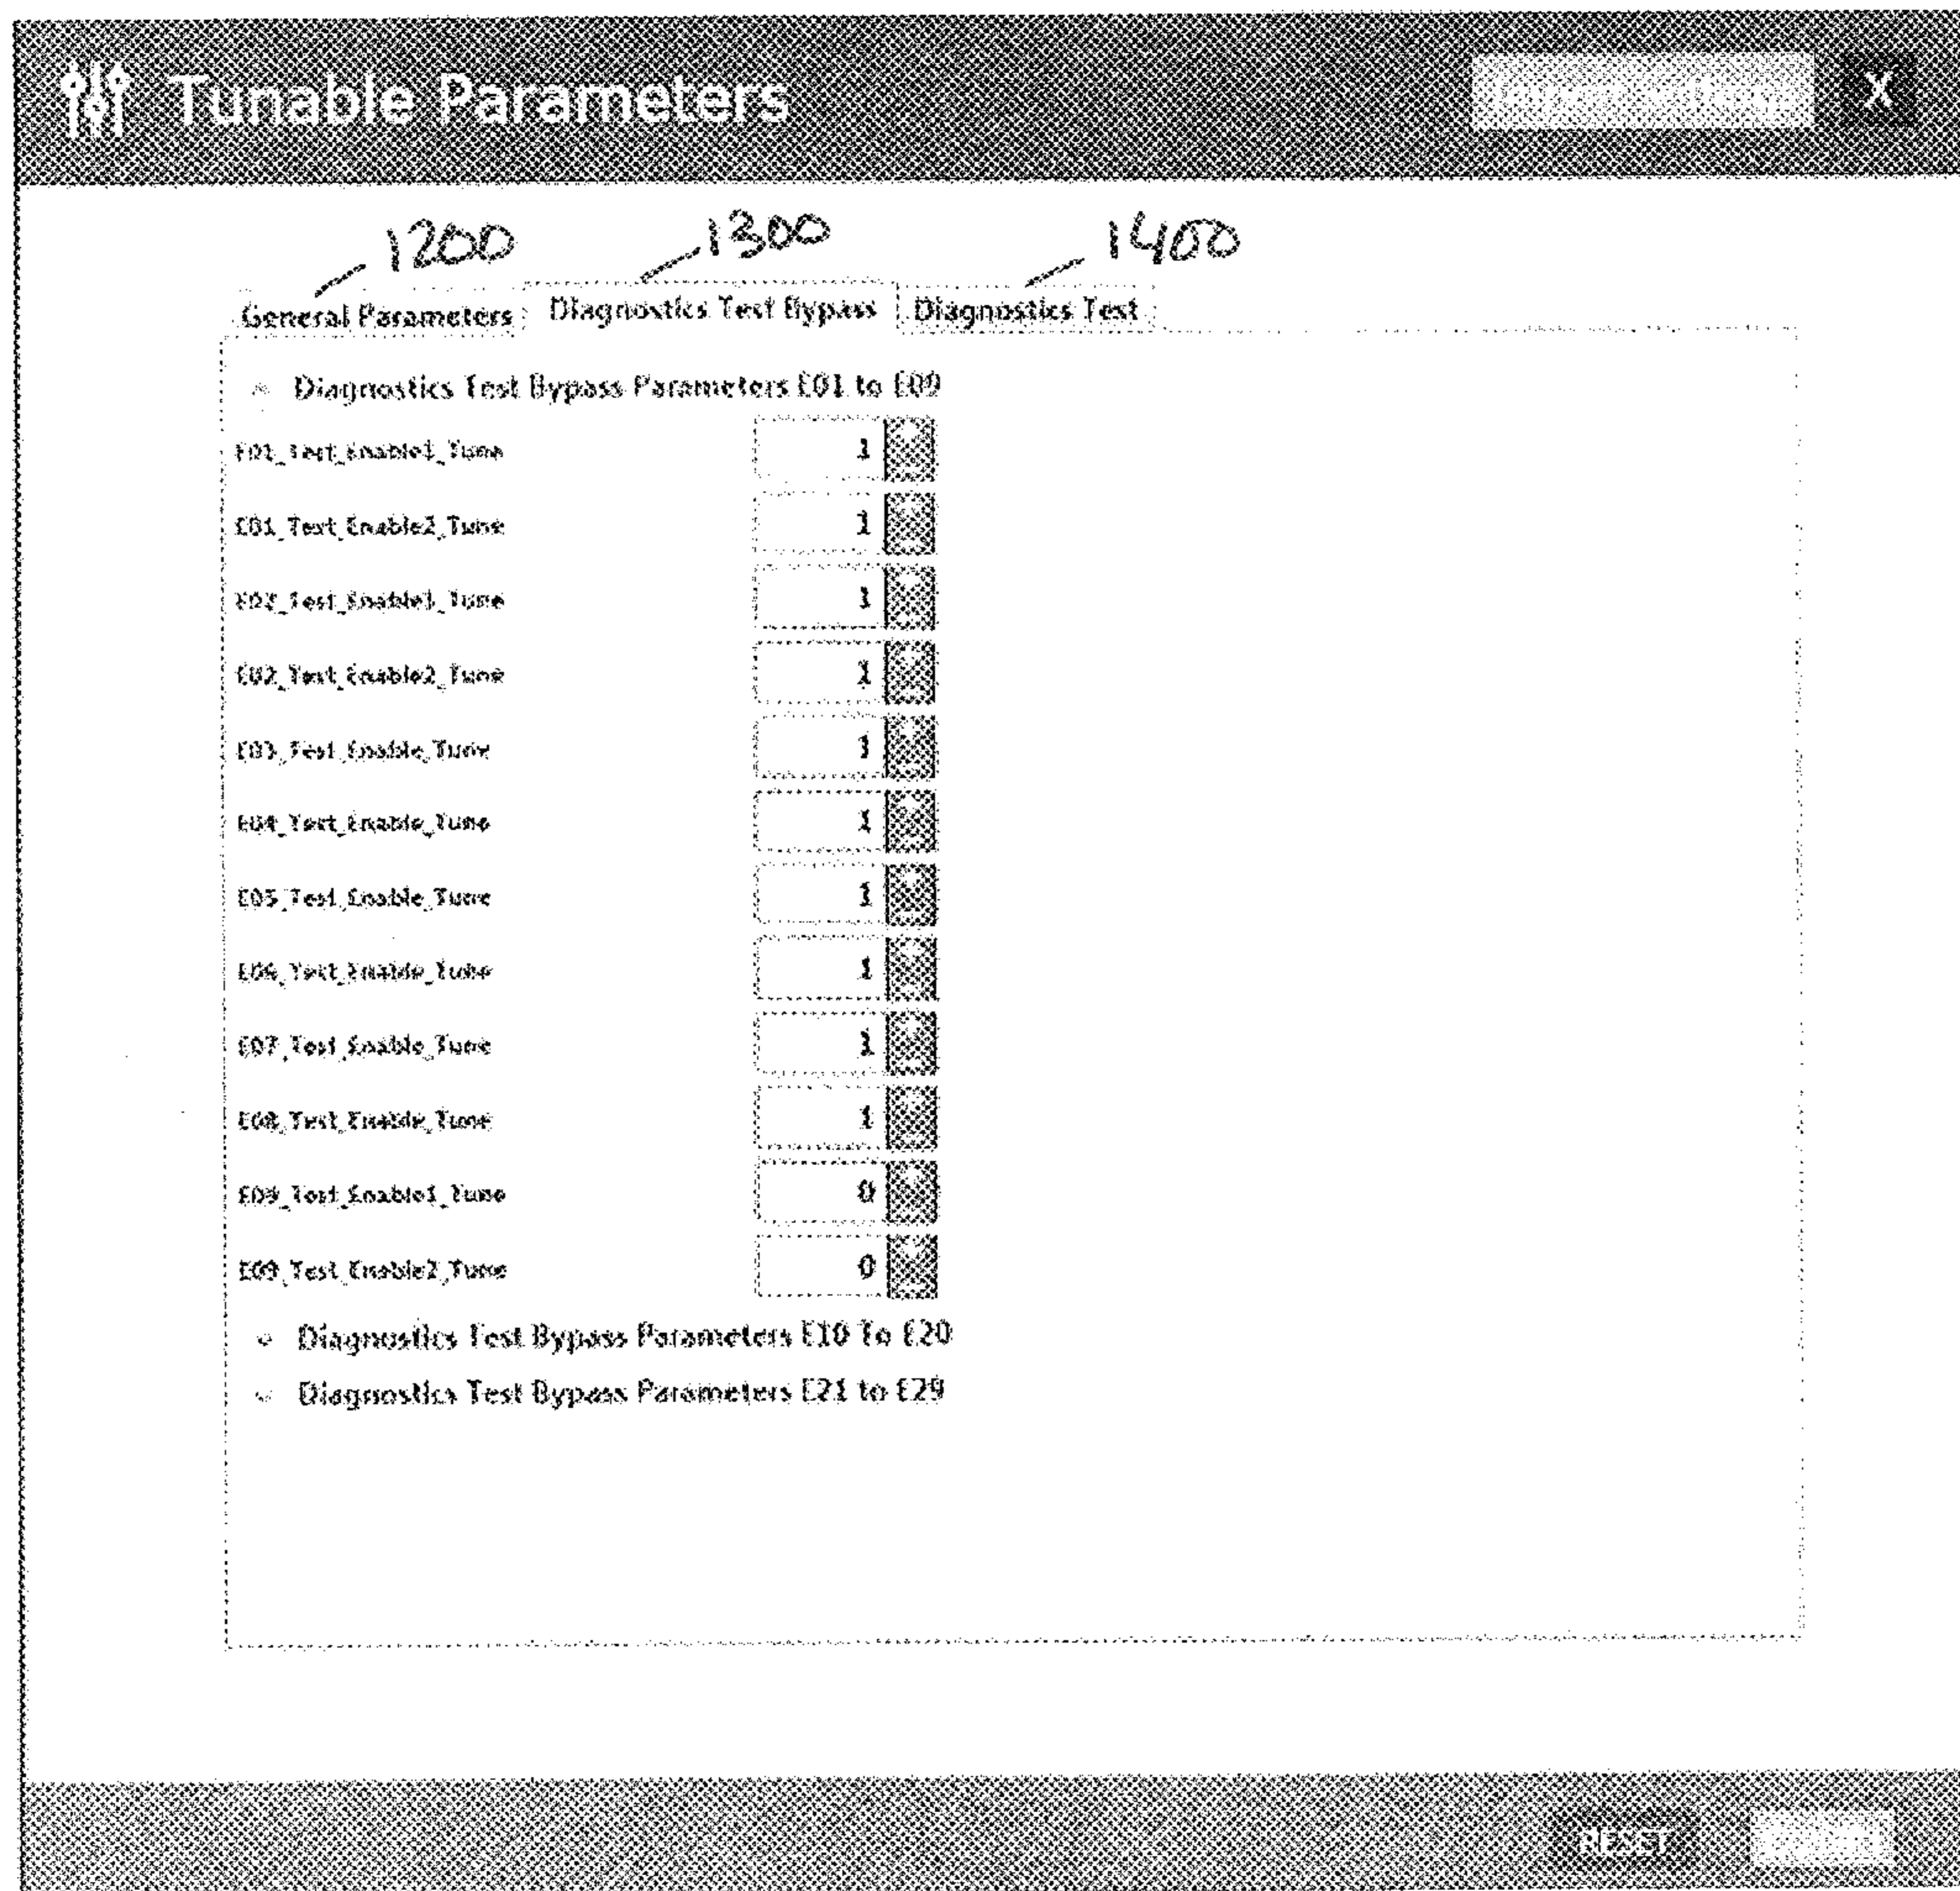 Tunable Parameters X
1200 1300 1400
General Parameters Diagnostics Test Bypass Diagnostics Test
Diagnostics Test Bypass Parameters E01 to E09
E01_Test_Enable1_Tune 1
E01_Test_Enable2_Tune 1
E02_Test_Enable1_Tune 1
E02_Test_Enable2_Tune 1
E03_Test_Enable_Tune 1
E04_Test_Enable_Tune 1
E05_Test_Enable_Tune 1
E06_Test_Enable_Tune 1
E07_Test_Enable_Tune 1
E08_Test_Enable_Tune 1
E09_Test_Enable1_Tune 0
E09_Test_Enable2_Tune 0
Diagnostics Test Bypass Parameters E10 To E20
Diagnostics Test Bypass Parameters E21 to E29
RESET